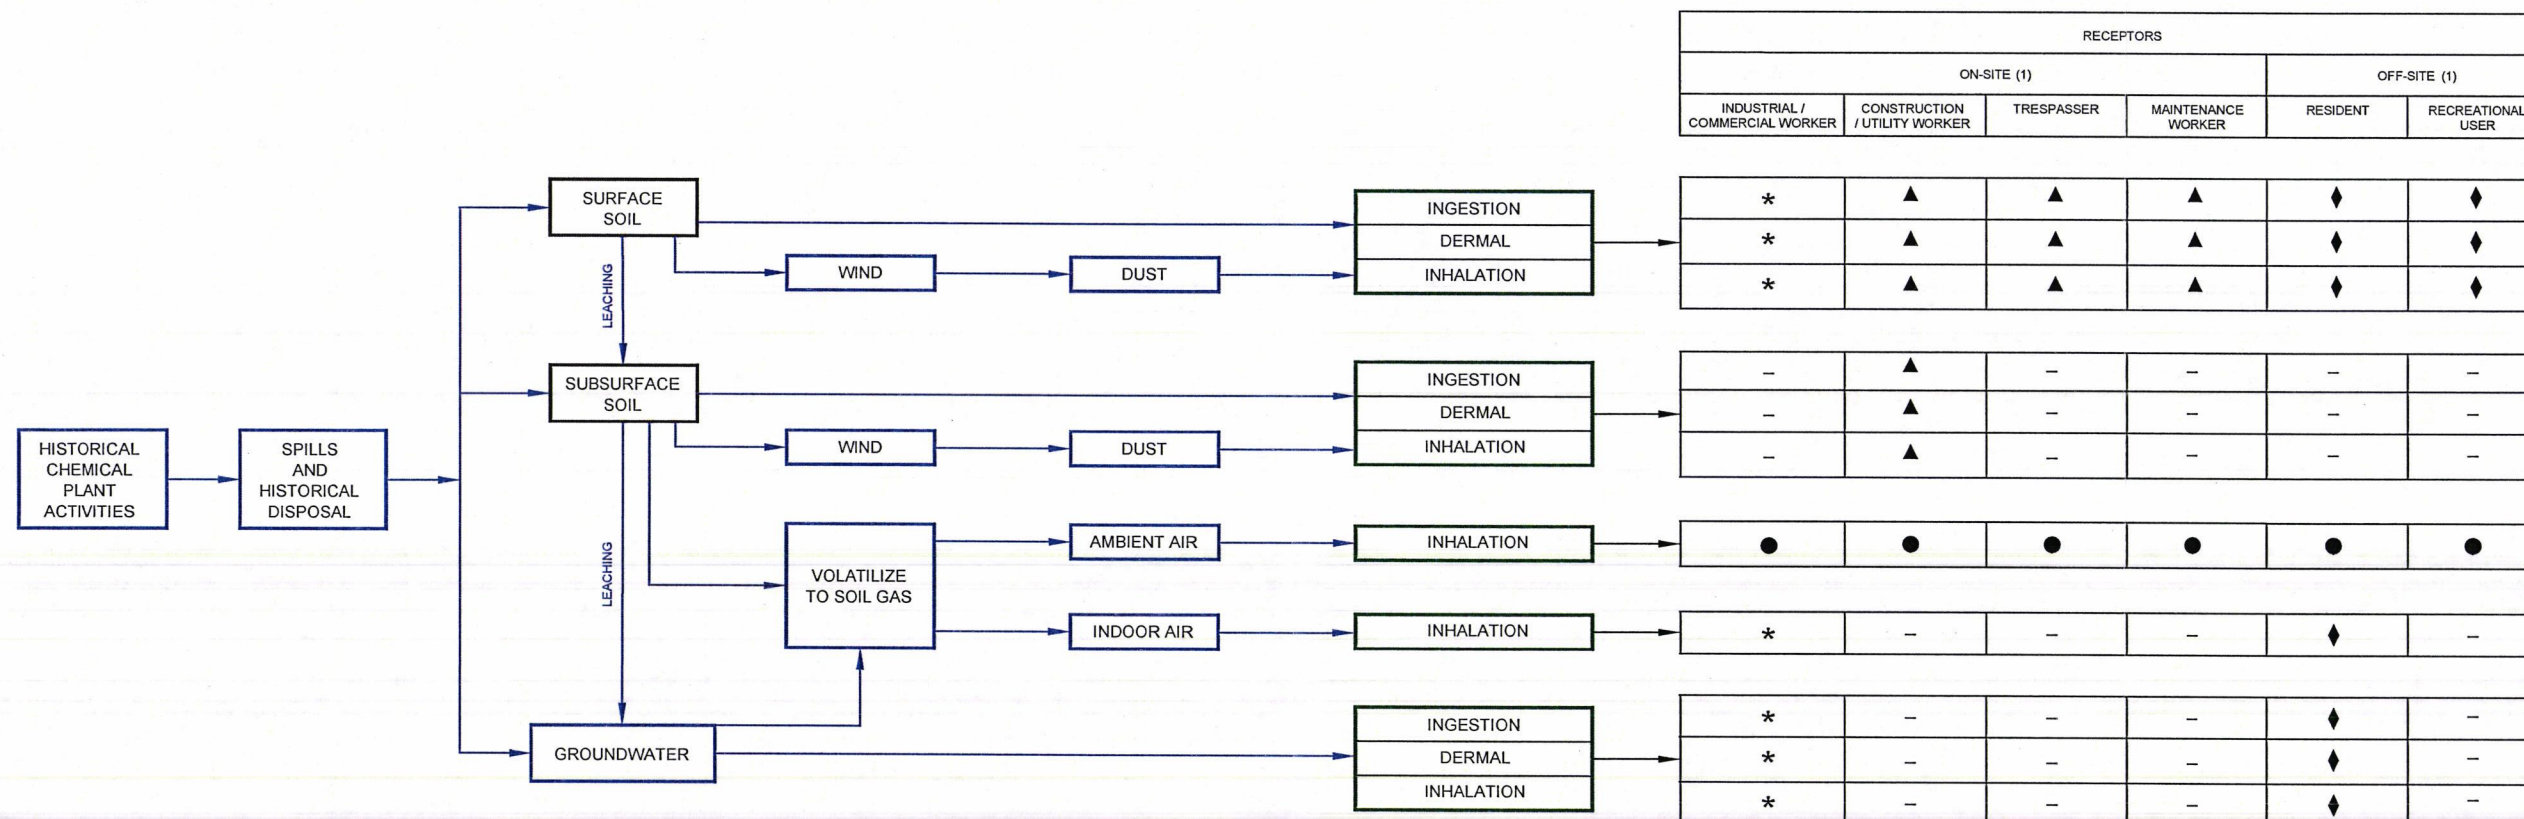 RECEPTORS
ON-SITE (1)
OFF-SITE (1)
INDUSTRIAL /
COMMERCIAL WORKER
CONSTRUCTION
/ UTILITY WORKER
TRESPASSER
MAINTENANCE
WORKER
RESIDENT
RECREATIONAL
USER
SURFACE
SOIL
WIND
DUST
INGESTION
DERMAL
INHALATION
* ▲ ▲ ▲ ♦ ♦
* ▲ ▲ ▲ ♦ ♦
* ▲ ▲ ▲ ♦ ♦
LEACHING
SUBSURFACE
SOIL
WIND
DUST
INGESTION
DERMAL
INHALATION
– ▲ – – – –
– ▲ – – – –
– ▲ – – – –
HISTORICAL
CHEMICAL
PLANT
ACTIVITIES
SPILLS
AND
HISTORICAL
DISPOSAL
LEACHING
VOLATILIZE
TO SOIL GAS
AMBIENT AIR
INHALATION
● ● ● ● ● ●
INDOOR AIR
INHALATION
* – – – ♦ –
GROUNDWATER
INGESTION
DERMAL
INHALATION
* – – – ♦ –
* – – – ♦ –
* – – – ♦ –